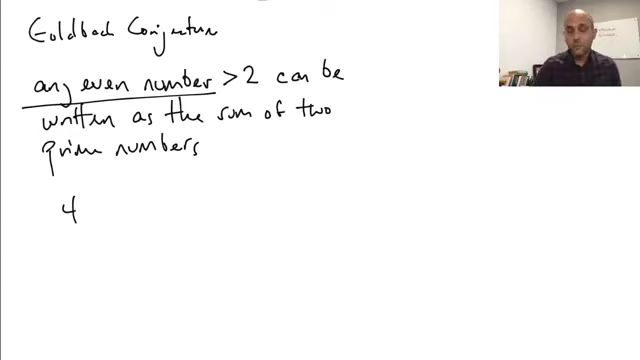 Goldbach Conjecture
any even number > 2 can be
written as the sum of two
prime numbers
4